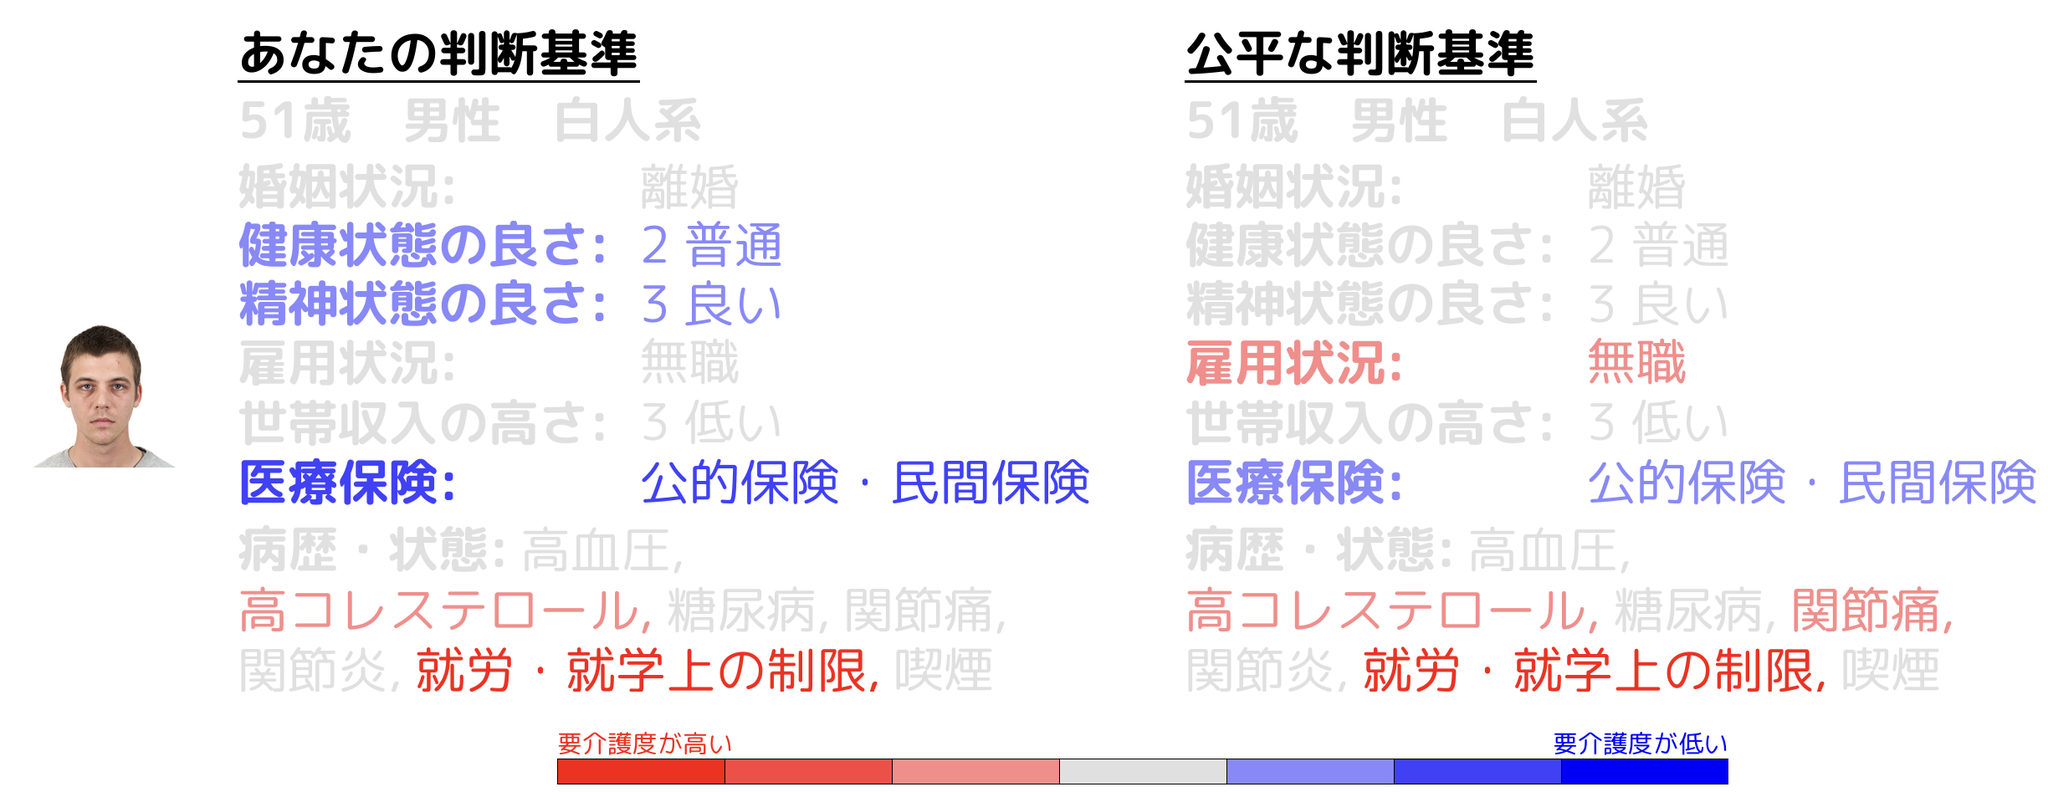 あなたの判断基準
51歳 男性 白人系
婚姻状況: 離婚
健康状態の良さ: 2 普通
精神状態の良さ: 3 良い
雇用状況: 無職
世帯収入の高さ: 3 低い
医療保険: 公的保険・民間保険
病歴・状態: 高血圧,
高コレステロール, 糖尿病, 関節痛,
関節炎, 就労・就学上の制限, 喫煙
公平な判断基準
51歳 男性 白人系
婚姻状況: 離婚
健康状態の良さ: 2 普通
精神状態の良さ: 3 良い
雇用状況: 無職
世帯収入の高さ: 3 低い
医療保険: 公的保険・民間保険
病歴・状態: 高血圧,
高コレステロール, 糖尿病, 関節痛,
関節炎, 就労・就学上の制限, 喫煙
要介護度が高い
要介護度が低い